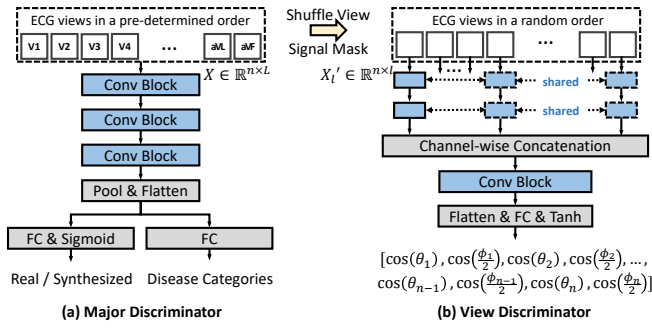 ECG views in a pre-determined order
V1 V2 V3 V4 ... aVL aVF
X ∈ ℝ^{n×L}
Conv Block
Conv Block
Conv Block
Pool & Flatten
FC & Sigmoid FC
Real / Synthesized Disease Categories
(a) Major Discriminator
Shuffle View
Signal Mask
ECG views in a random order
...
X_l′ ∈ ℝ^{n×l}
... shared
shared
Channel-wise Concatenation
Conv Block
Flatten & FC & Tanh
[cos(θ_1), cos(ϕ_1/2), cos(θ_2), cos(ϕ_2/2), …,
cos(θ_{n−1}), cos(ϕ_{n−1}/2), cos(θ_n), cos(ϕ_n/2)]
(b) View Discriminator